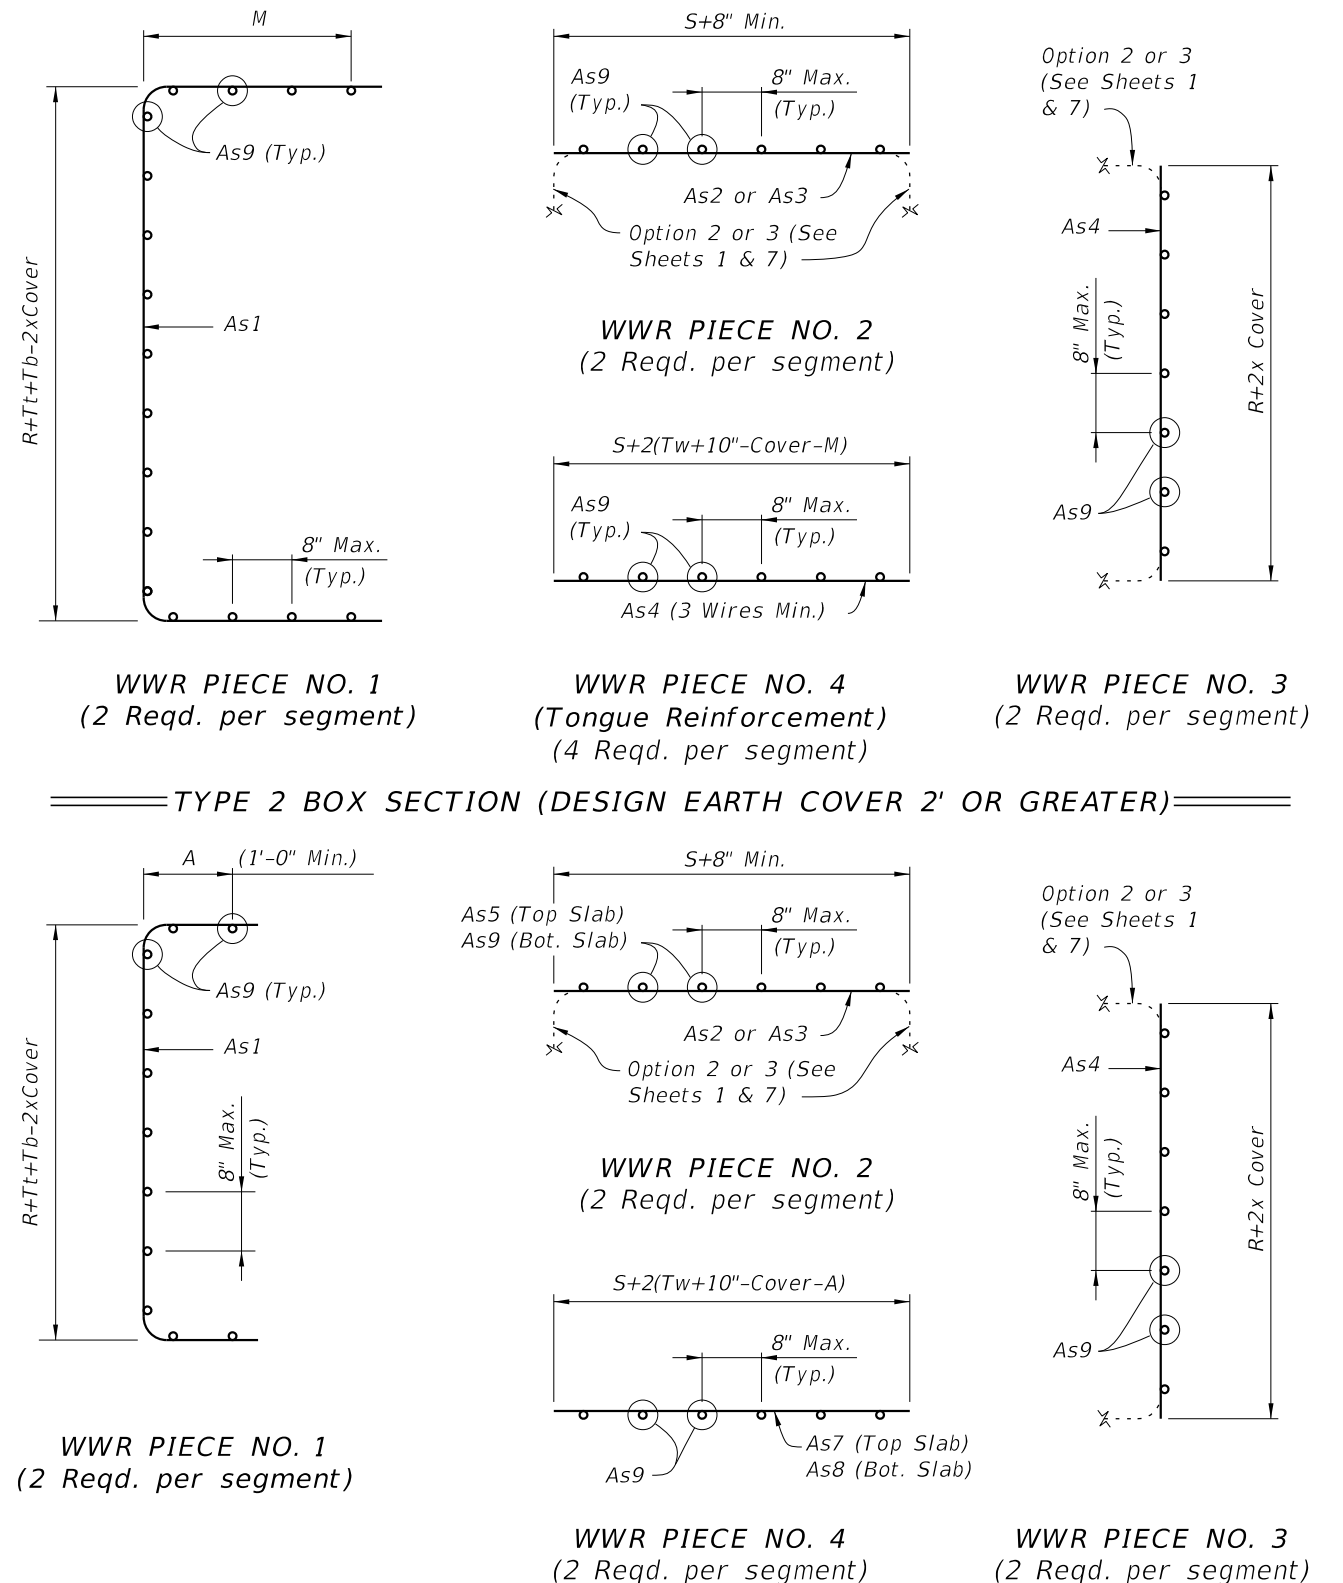 M
R+Tt+Tb-2xCover
As9 (Typ.)
As1
8" Max.
(Typ.)
WWR PIECE NO. 1
(2 Reqd. per segment)
S+8" Min.
As9
(Typ.)
8" Max.
(Typ.)
As2 or As3
Option 2 or 3 (See
Sheets 1 & 7)
WWR PIECE NO. 2
(2 Reqd. per segment)
S+2(Tw+10"-Cover-M)
As9
(Typ.)
8" Max.
(Typ.)
As4 (3 Wires Min.)
WWR PIECE NO. 4
(Tongue Reinforcement)
(4 Reqd. per segment)
Option 2 or 3
(See Sheets 1
& 7)
As4
8" Max.
(Typ.)
R+2x Cover
As9
WWR PIECE NO. 3
(2 Reqd. per segment)
TYPE 2 BOX SECTION (DESIGN EARTH COVER 2' OR GREATER)
A
(1'-0" Min.)
R+Tt+Tb-2xCover
As9 (Typ.)
As1
8" Max.
(Typ.)
WWR PIECE NO. 1
(2 Reqd. per segment)
S+8" Min.
As5 (Top Slab)
As9 (Bot. Slab)
8" Max.
(Typ.)
As2 or As3
Option 2 or 3 (See
Sheets 1 & 7)
WWR PIECE NO. 2
(2 Reqd. per segment)
S+2(Tw+10"-Cover-A)
8" Max.
(Typ.)
As7 (Top Slab)
As8 (Bot. Slab)
As9
WWR PIECE NO. 4
(2 Reqd. per segment)
Option 2 or 3
(See Sheets 1
& 7)
As4
8" Max.
(Typ.)
R+2x Cover
As9
WWR PIECE NO. 3
(2 Reqd. per segment)